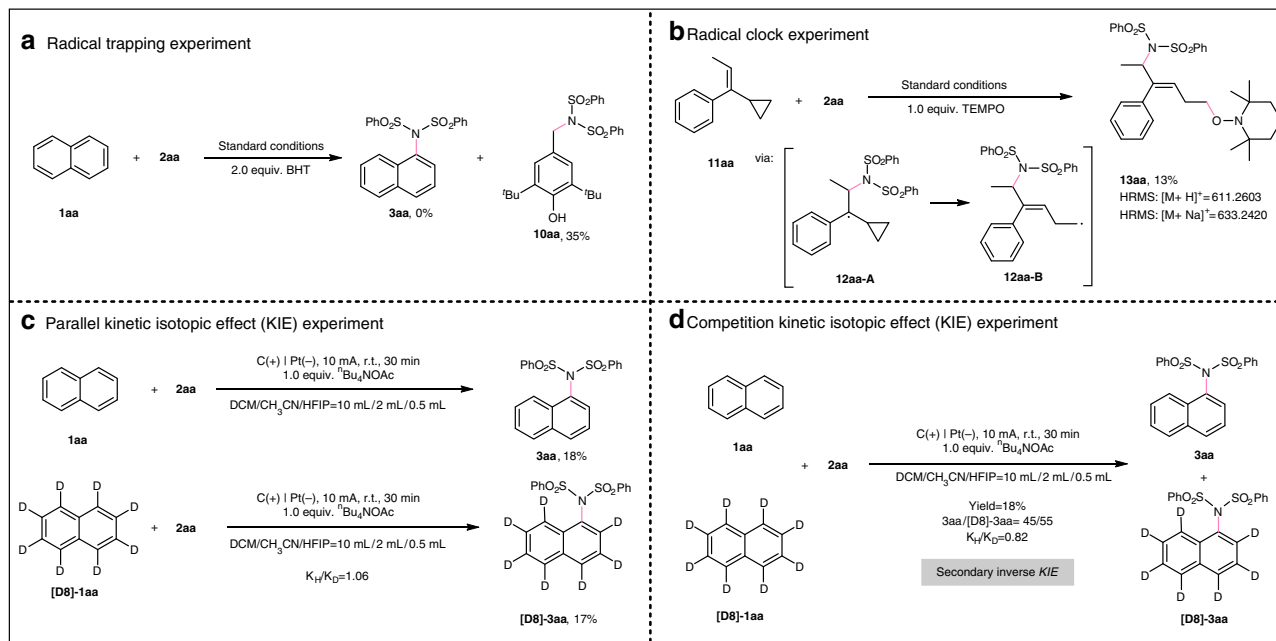 a Radical trapping experiment
1aa
+
2aa
Standard conditions
2.0 equiv. BHT
PhO₂S
SO₂Ph
N
3aa, 0%
+
PhO₂S
SO₂Ph
N
ᵗBu
ᵗBu
OH
10aa, 35%
b Radical clock experiment
11aa
+
2aa
Standard conditions
1.0 equiv. TEMPO
PhO₂S
SO₂Ph
N
O
N
13aa, 13%
HRMS: [M+ H]⁺=611.2603
HRMS: [M+ Na]⁺=633.2420
via:
PhO₂S
N
SO₂Ph
12aa-A
PhO₂S
N
SO₂Ph
12aa-B
c Parallel kinetic isotopic effect (KIE) experiment
1aa
+
2aa
C(+) | Pt(–), 10 mA, r.t., 30 min
1.0 equiv. ⁿBu₄NOAc
DCM/CH₃CN/HFIP=10 mL/2 mL/0.5 mL
PhO₂S
SO₂Ph
N
3aa, 18%
D D
D D
D D
D D
[D8]-1aa
+
2aa
C(+) | Pt(–), 10 mA, r.t., 30 min
1.0 equiv. ⁿBu₄NOAc
DCM/CH₃CN/HFIP=10 mL/2 mL/0.5 mL
K_H/K_D=1.06
PhO₂S
SO₂Ph
D N
D D
D D
D D
[D8]-3aa, 17%
d Competition kinetic isotopic effect (KIE) experiment
1aa
+
2aa
D D
D D
D D
D D
[D8]-1aa
C(+) | Pt(–), 10 mA, r.t., 30 min
1.0 equiv. ⁿBu₄NOAc
DCM/CH₃CN/HFIP=10 mL/2 mL/0.5 mL
Yield=18%
3aa/[D8]-3aa= 45/55
K_H/K_D=0.82
Secondary inverse KIE
PhO₂S
SO₂Ph
N
3aa
+
PhO₂S
SO₂Ph
D N
D D
D D
D D
[D8]-3aa